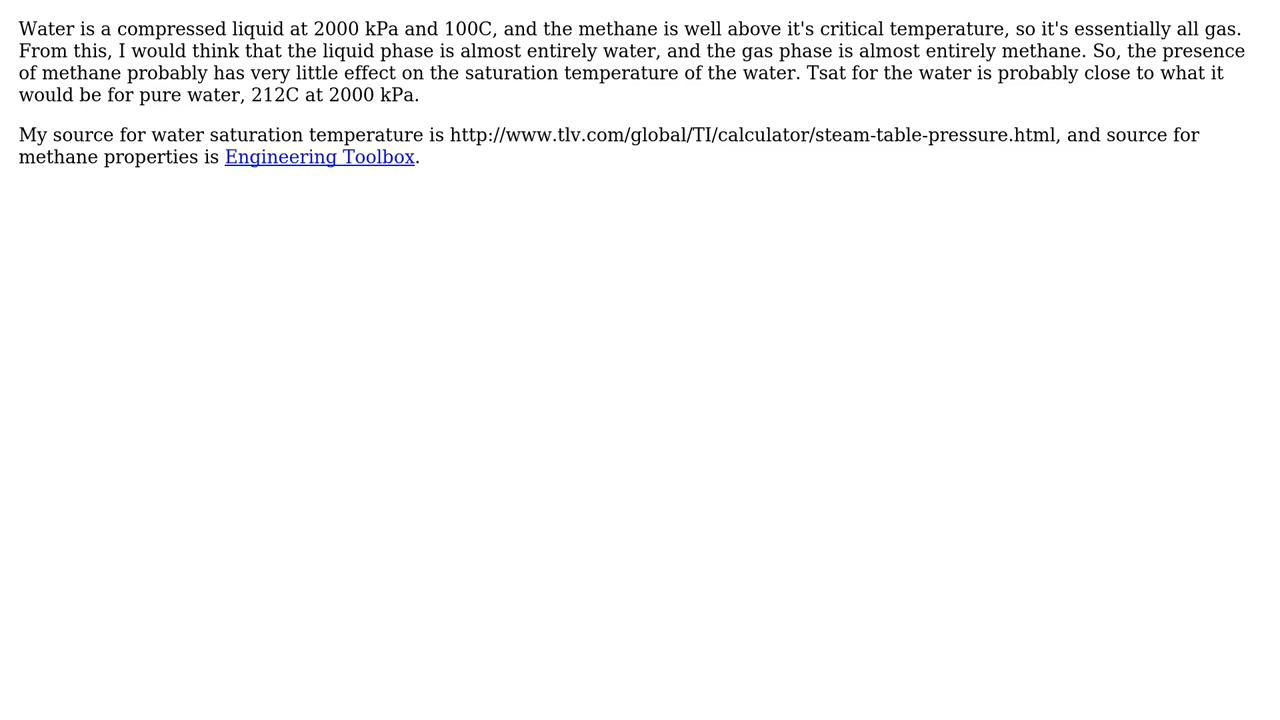 Water is a compressed liquid at 2000 kPa and 100C, and the methane is well above it's critical temperature, so it's essentially all gas.
From this, I would think that the liquid phase is almost entirely water, and the gas phase is almost entirely methane. So, the presence
of methane probably has very little effect on the saturation temperature of the water. Tsat for the water is probably close to what it
would be for pure water, 212C at 2000 kPa.
My source for water saturation temperature is http://www.tlv.com/global/TI/calculator/steam-table-pressure.html, and source for
methane properties is Engineering Toolbox.